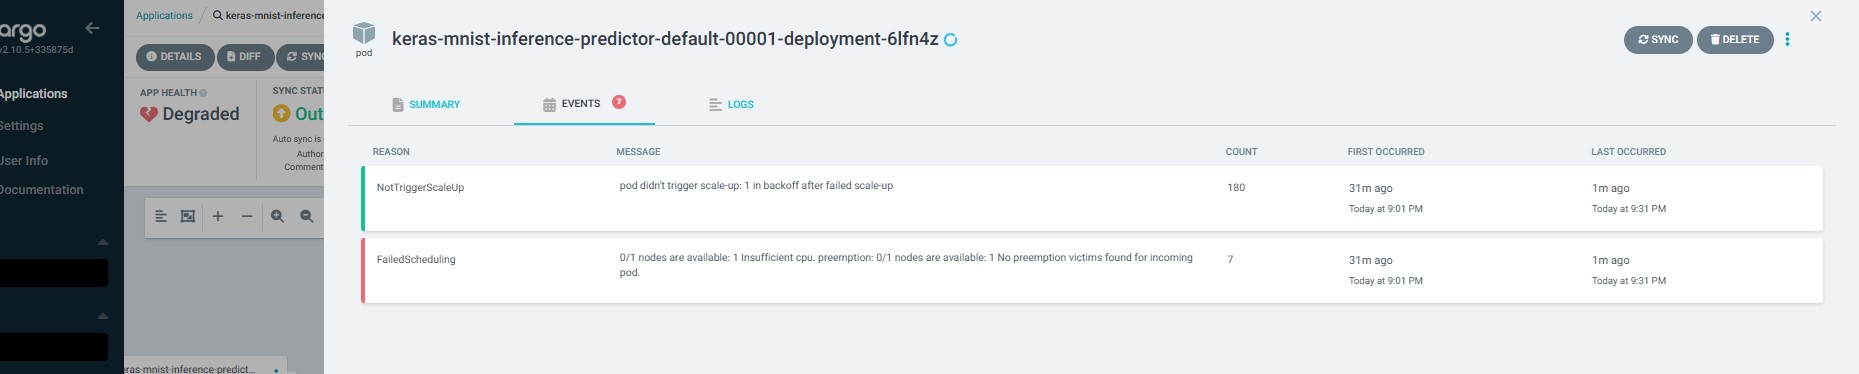 argo
v2.10.5+335875d
Applications
Settings
User Info
Documentation
Applications / keras-mnist-inference
DETAILS DIFF SYN
APP HEALTH
Degraded
SYNC STAT
Out
Auto sync is
Author
Comment
eras-mnist-inference-predict...
pod
keras-mnist-inference-predictor-default-00001-deployment-6lfn4z
SYNC DELETE
SUMMARY EVENTS 7 LOGS
REASON MESSAGE COUNT FIRST OCCURRED LAST OCCURRED
NotTriggerScaleUp pod didn't trigger scale-up: 1 in backoff after failed scale-up 180 31m ago 1m ago
Today at 9:01 PM Today at 9:31 PM
FailedScheduling 0/1 nodes are available: 1 Insufficient cpu. preemption: 0/1 nodes are available: 1 No preemption victims found for incoming 7 31m ago 1m ago
pod.
Today at 9:01 PM Today at 9:31 PM